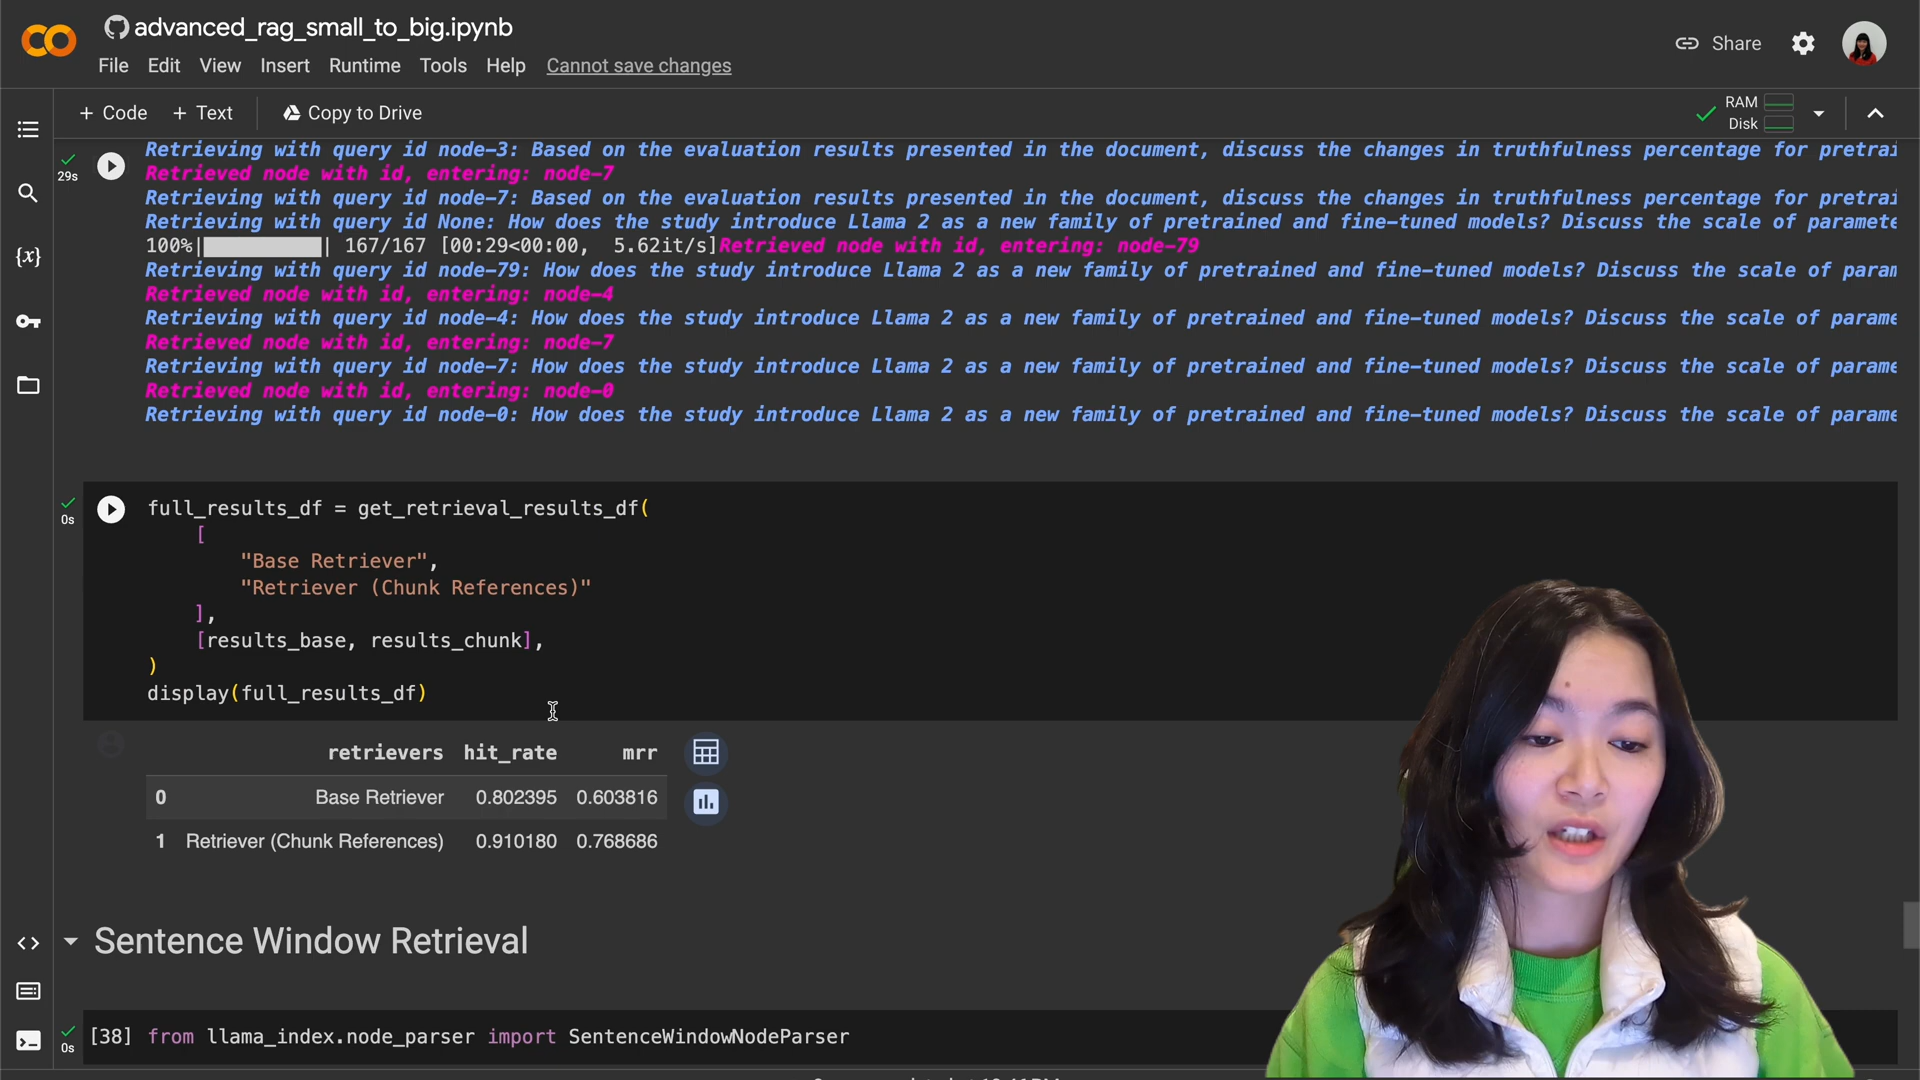 advanced_rag_small_to_big.ipynb
Share
File Edit View Insert Runtime Tools Help Cannot save changes
+ Code + Text Copy to Drive
RAM
Disk
Retrieving with query id node-3: Based on the evaluation results presented in the document, discuss the changes in truthfulness percentage for pretrai
29s
Retrieved node with id, entering: node-7
Retrieving with query id node-7: Based on the evaluation results presented in the document, discuss the changes in truthfulness percentage for pretrai
Retrieving with query id None: How does the study introduce Llama 2 as a new family of pretrained and fine-tuned models? Discuss the scale of paramete
100%| | 167/167 [00:29<00:00, 5.62it/s]Retrieved node with id, entering: node-79
Retrieving with query id node-79: How does the study introduce Llama 2 as a new family of pretrained and fine-tuned models? Discuss the scale of param
Retrieved node with id, entering: node-4
Retrieving with query id node-4: How does the study introduce Llama 2 as a new family of pretrained and fine-tuned models? Discuss the scale of parame
Retrieved node with id, entering: node-7
Retrieving with query id node-7: How does the study introduce Llama 2 as a new family of pretrained and fine-tuned models? Discuss the scale of parame
Retrieved node with id, entering: node-0
Retrieving with query id node-0: How does the study introduce Llama 2 as a new family of pretrained and fine-tuned models? Discuss the scale of parame
{x}
0s
full_results_df = get_retrieval_results_df(
[
"Base Retriever",
"Retriever (Chunk References)"
],
[results_base, results_chunk],
)
display(full_results_df)
retrievers hit_rate mrr
0 Base Retriever 0.802395 0.603816
1 Retriever (Chunk References) 0.910180 0.768686
Sentence Window Retrieval
0s
[38] from llama_index.node_parser import SentenceWindowNodeParser